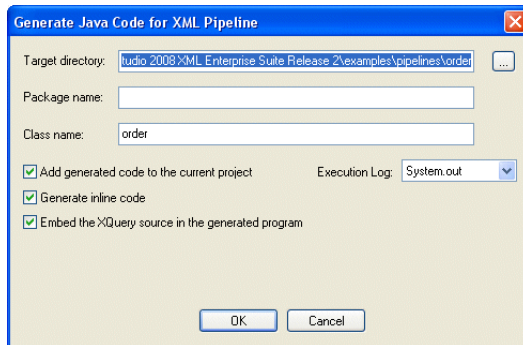 Generate Java Code for XML Pipeline
Target directory: tudio 2008 XML Enterprise Suite Release 2\examples\pipelines\order ...
Package name:
Class name: order
Add generated code to the current project Execution Log: System.out
Generate inline code
Embed the XQuery source in the generated program
OK Cancel